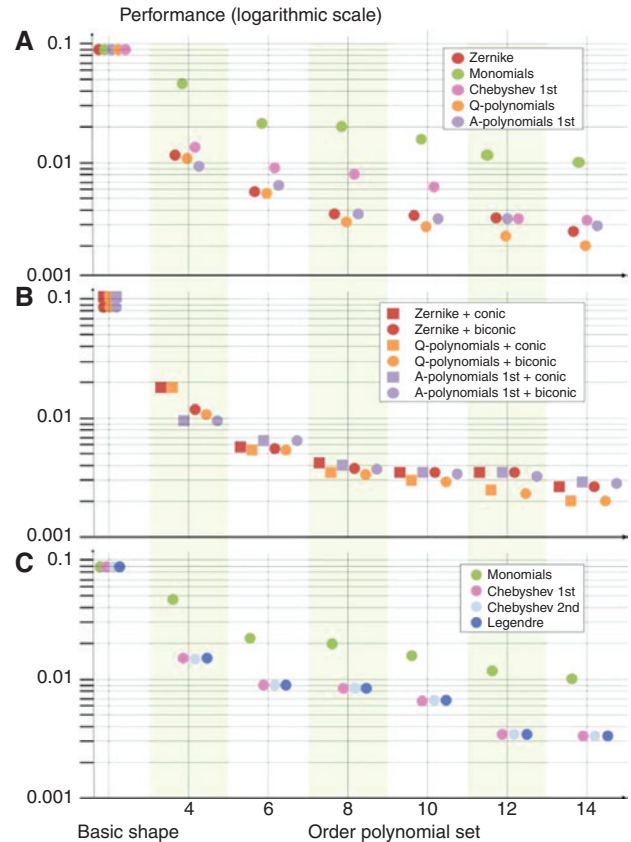 Performance (logarithmic scale)
A
0.1
0.01
0.001
Zernike
Monomials
Chebyshev 1st
Q-polynomials
A-polynomials 1st
B
0.1
0.01
0.001
Zernike + conic
Zernike + biconic
Q-polynomials + conic
Q-polynomials + biconic
A-polynomials 1st + conic
A-polynomials 1st + biconic
C
0.1
0.01
0.001
Monomials
Chebyshev 1st
Chebyshev 2nd
Legendre
4 6 8 10 12 14
Basic shape Order polynomial set